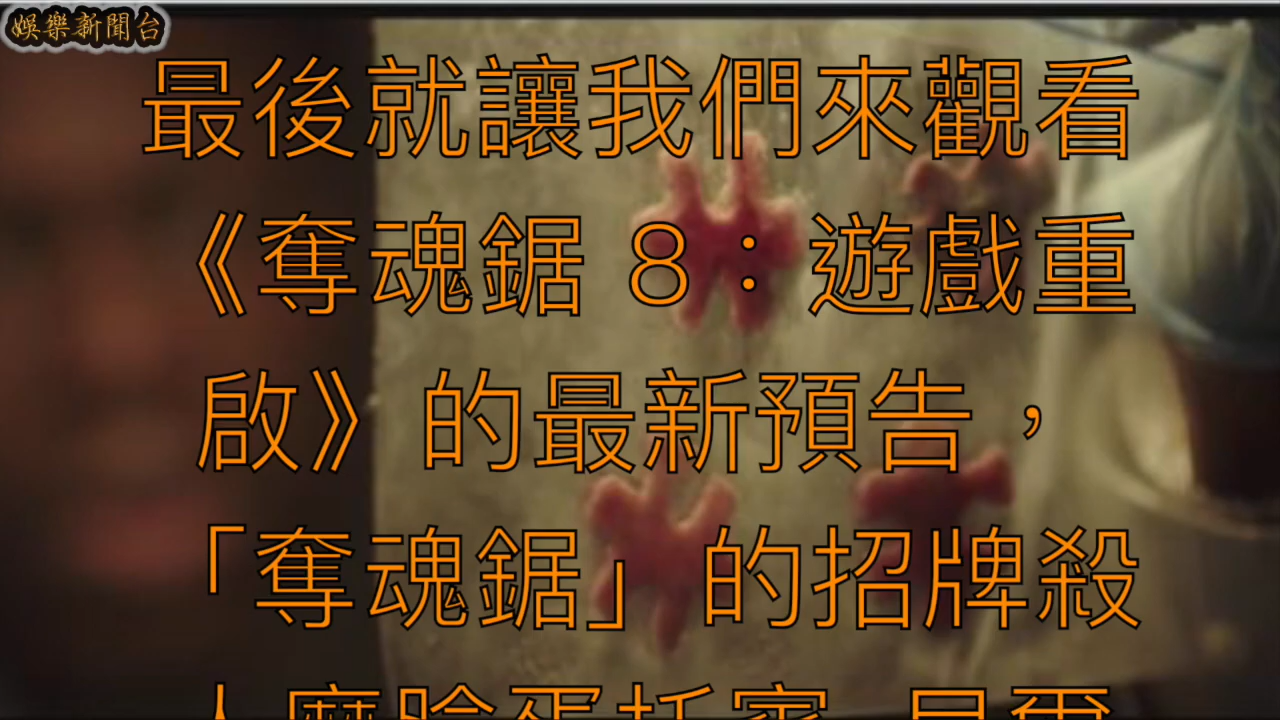 娛樂新聞台
最後就讓我們來觀看
《奪魂鋸 8：遊戲重
啟》的最新預告，
「奪魂鋸」的招牌殺